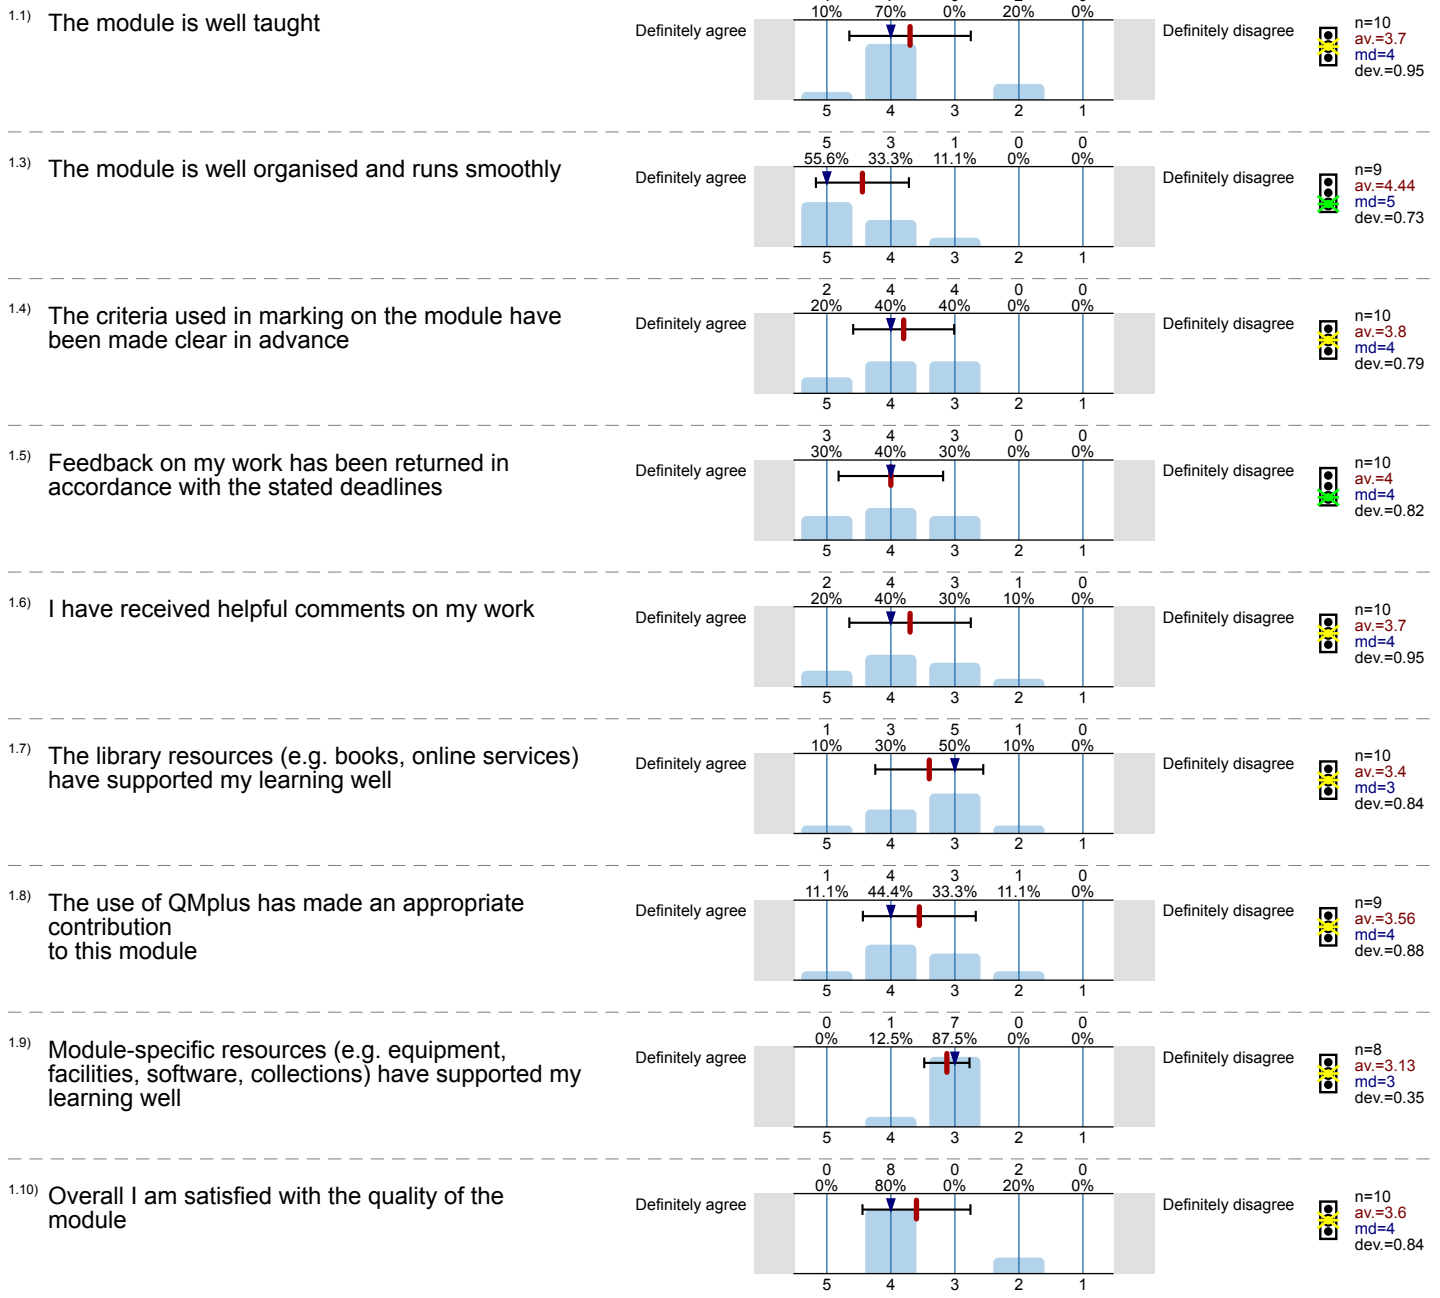 1.1) The module is well taught
Definitely agree
10% 70% 0% 20% 0%
5 4 3 2 1
Definitely disagree
n=10
av.=3.7
md=4
dev.=0.95
1.3) The module is well organised and runs smoothly
Definitely agree
5 3 1 0 0
55.6% 33.3% 11.1% 0% 0%
5 4 3 2 1
Definitely disagree
n=9
av.=4.44
md=5
dev.=0.73
1.4) The criteria used in marking on the module have
been made clear in advance
Definitely agree
2 4 4 0 0
20% 40% 40% 0% 0%
5 4 3 2 1
Definitely disagree
n=10
av.=3.8
md=4
dev.=0.79
1.5) Feedback on my work has been returned in
accordance with the stated deadlines
Definitely agree
3 4 3 0 0
30% 40% 30% 0% 0%
5 4 3 2 1
Definitely disagree
n=10
av.=4
md=4
dev.=0.82
1.6) I have received helpful comments on my work
Definitely agree
2 4 3 1 0
20% 40% 30% 10% 0%
5 4 3 2 1
Definitely disagree
n=10
av.=3.7
md=4
dev.=0.95
1.7) The library resources (e.g. books, online services)
have supported my learning well
Definitely agree
1 3 5 1 0
10% 30% 50% 10% 0%
5 4 3 2 1
Definitely disagree
n=10
av.=3.4
md=3
dev.=0.84
1.8) The use of QMplus has made an appropriate
contribution
to this module
Definitely agree
1 4 3 1 0
11.1% 44.4% 33.3% 11.1% 0%
5 4 3 2 1
Definitely disagree
n=9
av.=3.56
md=4
dev.=0.88
1.9) Module-specific resources (e.g. equipment,
facilities, software, collections) have supported my
learning well
Definitely agree
0 1 7 0 0
0% 12.5% 87.5% 0% 0%
5 4 3 2 1
Definitely disagree
n=8
av.=3.13
md=3
dev.=0.35
1.10) Overall I am satisfied with the quality of the
module
Definitely agree
0 8 0 2 0
0% 80% 0% 20% 0%
5 4 3 2 1
Definitely disagree
n=10
av.=3.6
md=4
dev.=0.84